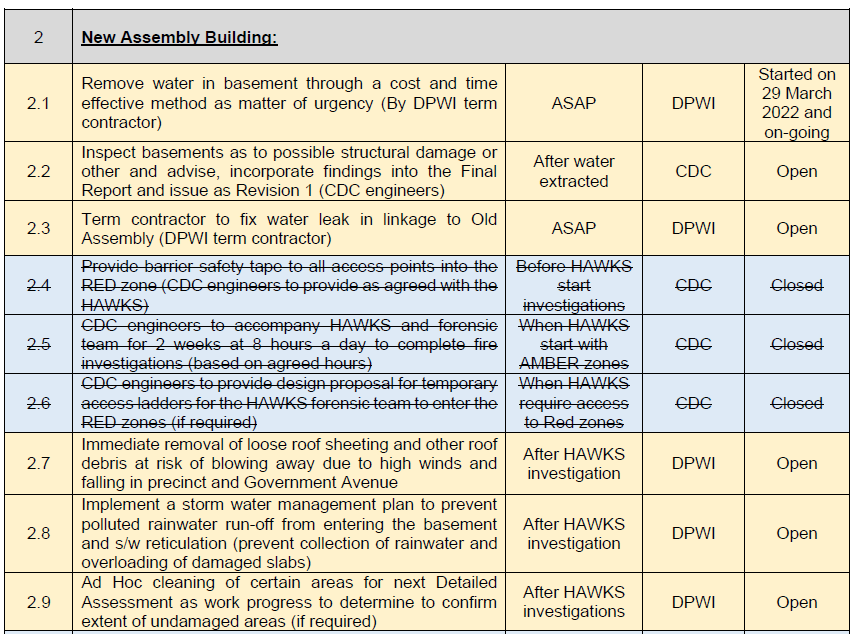 2
New Assembly Building:
2.1
Remove water in basement through a cost and time
effective method as matter of urgency (By DPWI term
contractor)
ASAP
DPWI
Started on
29 March
2022 and
on-going
2.2
Inspect basements as to possible structural damage or
other and advise, incorporate findings into the Final
Report and issue as Revision 1 (CDC engineers)
After water
extracted
CDC
Open
2.3
Term contractor to fix water leak in linkage to Old
Assembly (DPWI term contractor)
ASAP
DPWI
Open
2.4
Provide barrier safety tape to all access points into the
RED zone (CDC engineers to provide as agreed with the
HAWKS)
Before HAWKS
start
investigations
CDC
Closed
2.5
CDC engineers to accompany HAWKS and forensic
team for 2 weeks at 8 hours a day to complete fire
investigations (based on agreed hours)
When HAWKS
start with
AMBER zones
CDC
Closed
2.6
CDC engineers to provide design proposal for temporary
access ladders for the HAWKS forensic team to enter the
RED zones (if required)
When HAWKS
require access
to Red zones
CDC
Closed
2.7
Immediate removal of loose roof sheeting and other roof
debris at risk of blowing away due to high winds and
falling in precinct and Government Avenue
After HAWKS
investigation
DPWI
Open
2.8
Implement a storm water management plan to prevent
polluted rainwater run-off from entering the basement
and s/w reticulation (prevent collection of rainwater and
overloading of damaged slabs)
After HAWKS
investigation
DPWI
Open
2.9
Ad Hoc cleaning of certain areas for next Detailed
Assessment as work progress to determine to confirm
extent of undamaged areas (if required)
After HAWKS
investigations
DPWI
Open